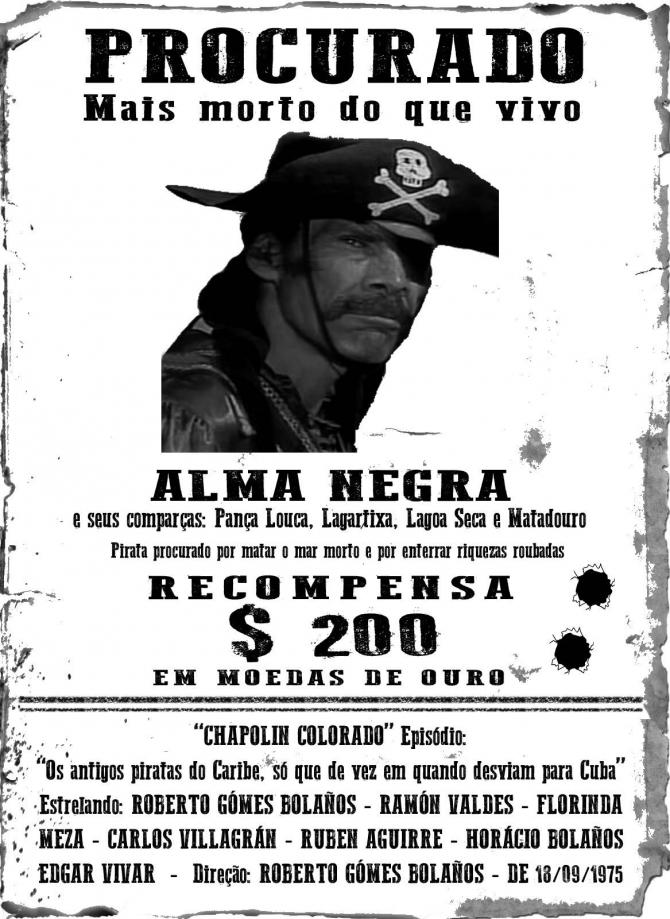 PROCURADO
Mais morto do que vivo
ALMA NEGRA
e seus comparças: Pança Louca, Lagartixa, Lagoa Seca e Matadouro
Pirata procurado por matar o mar morto e por enterrar riquezas roubadas
RECOMPENSA
$ 200
EM MOEDAS DE OURO
"CHAPOLIN COLORADO" Episódio:
"Os antigos piratas do Caribe, só que de vez em quando desviam para Cuba"
Estrelando: ROBERTO GÓMES BOLAÑOS - RAMÓN VALDES - FLORINDA
MEZA - CARLOS VILLAGRÁN - RUBEN AGUIRRE - HORÁCIO BOLAÑOS
EDGAR VIVAR - Direção: ROBERTO GÓMES BOLAÑOS - DE 18/09/1975